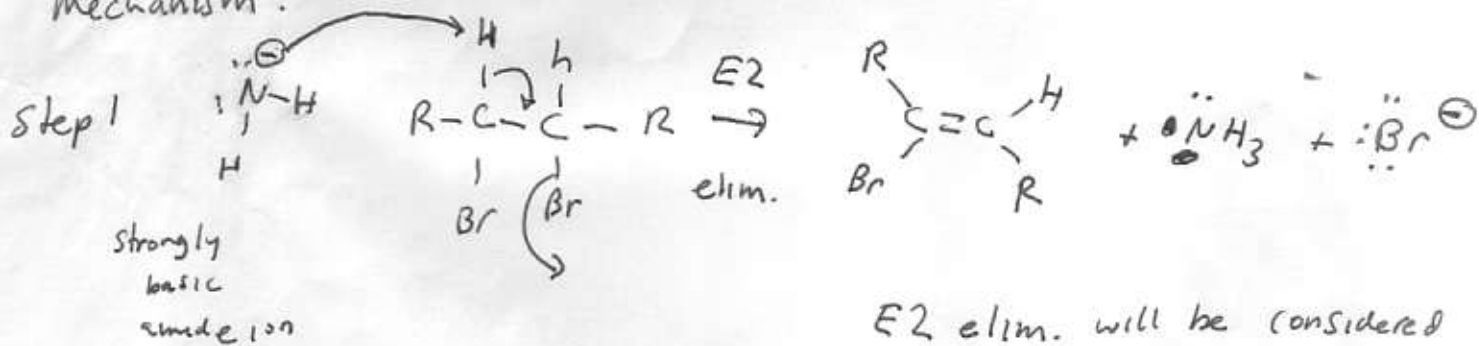 mechanism.
Step 1
:N-H ⊖
H
H h
R-C-C-R
Br Br
E2
elim.
R H
C=C
Br R
+ NH3 + :Br ⊖
strongly
basic
amide ion
E2 elim. will be considered